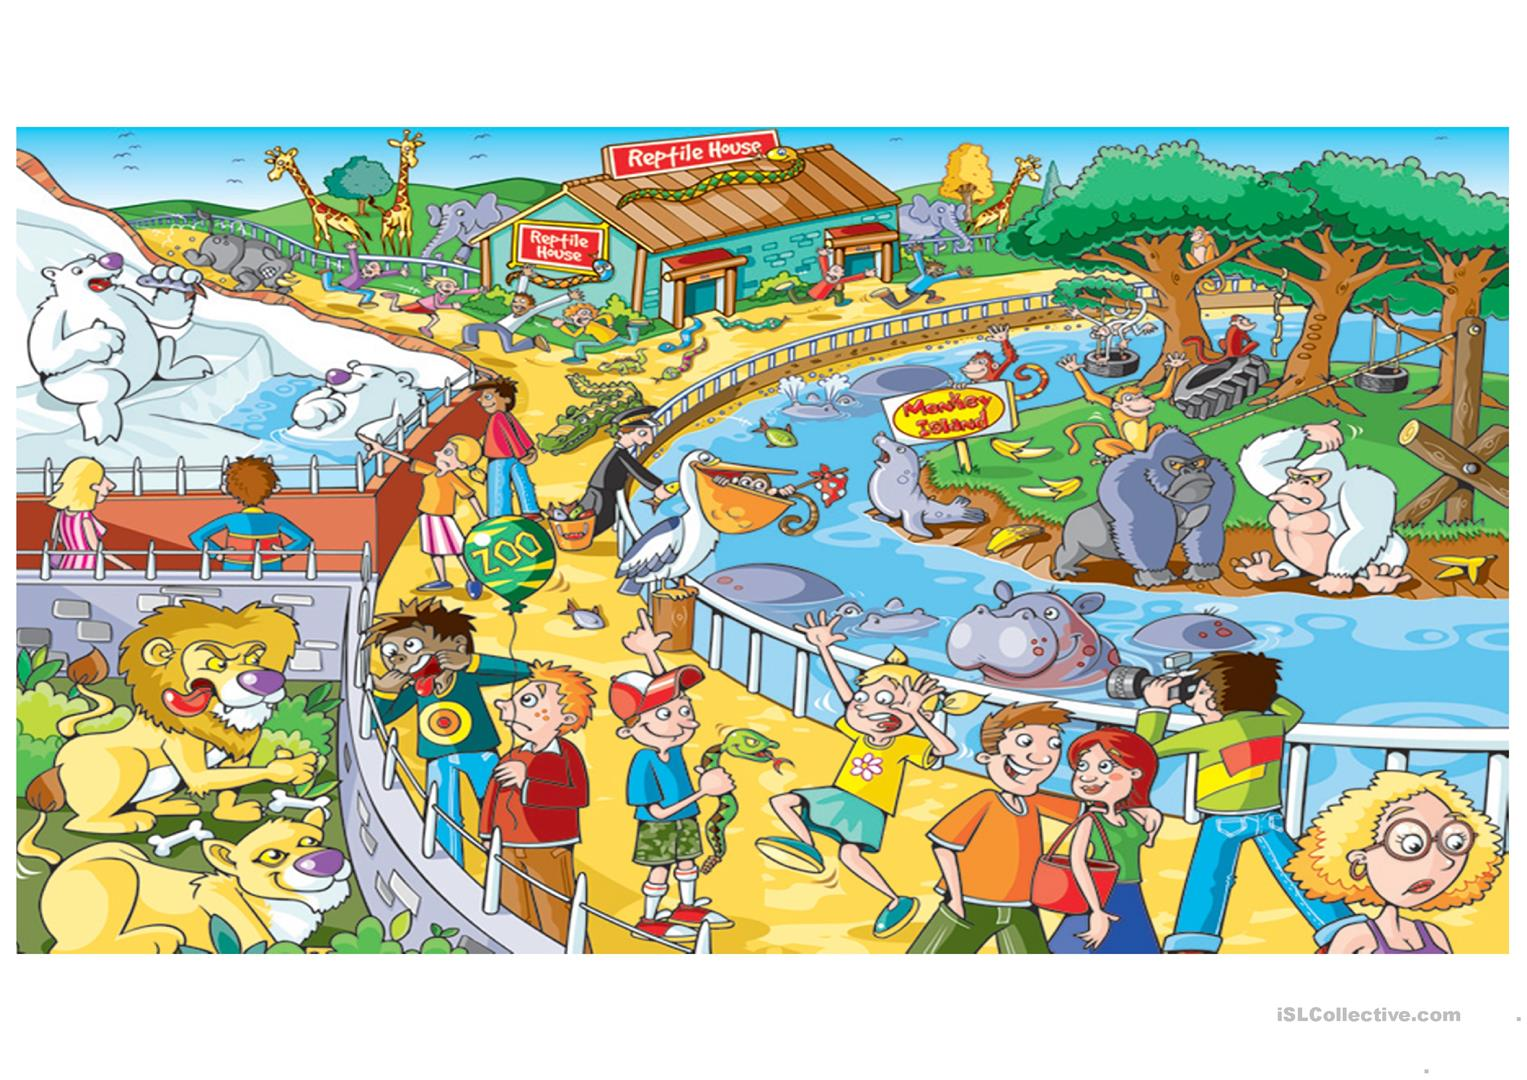 Reptile House
Reptile
House
Monkey
Island
ZOO
iSLCollective.com